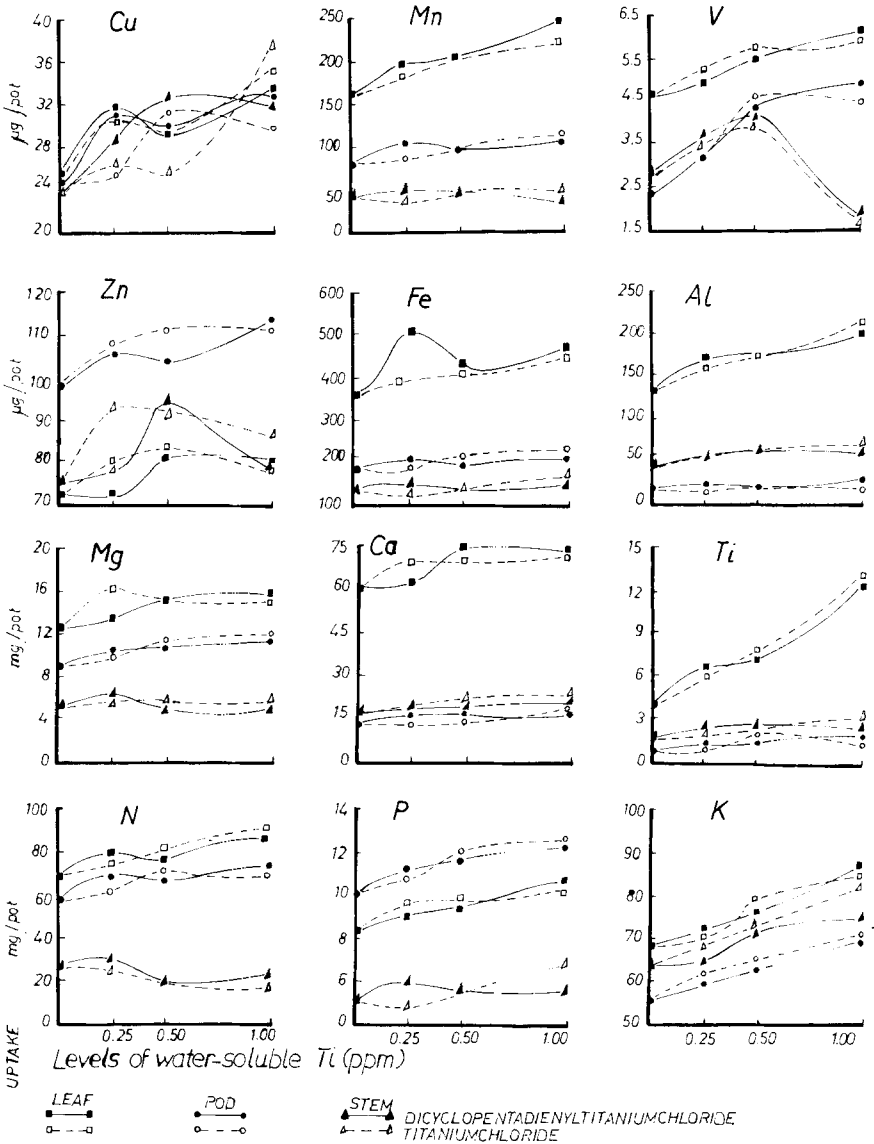 Cu Mn V
40 36 32 28 24 20
250 200 150 100 50 0
6.5 5.5 4.5 3.5 2.5 1.5
µg/pot
Zn Fe Al
120 110 100 90 80 70
600 500 400 300 200 100
250 200 150 100 50 0
µg/pot
Mg Ca Ti
20 16 12 8 4 0
75 60 45 30 15 0
15 12 9 6 3 0
mg/pot
N P K
100 80 60 40 20 0
14 12 10 8 6 0
100 90 80 70 60 50
mg/pot
0.25 0.50 1.00 0.25 0.50 1.00 0.25 0.50 1.00
UPTAKE
Levels of water-soluble Ti (ppm)
LEAF POD STEM
DICYCLOPENTADIENYLTITANIUMCHLORIDE
TITANIUMCHLORIDE